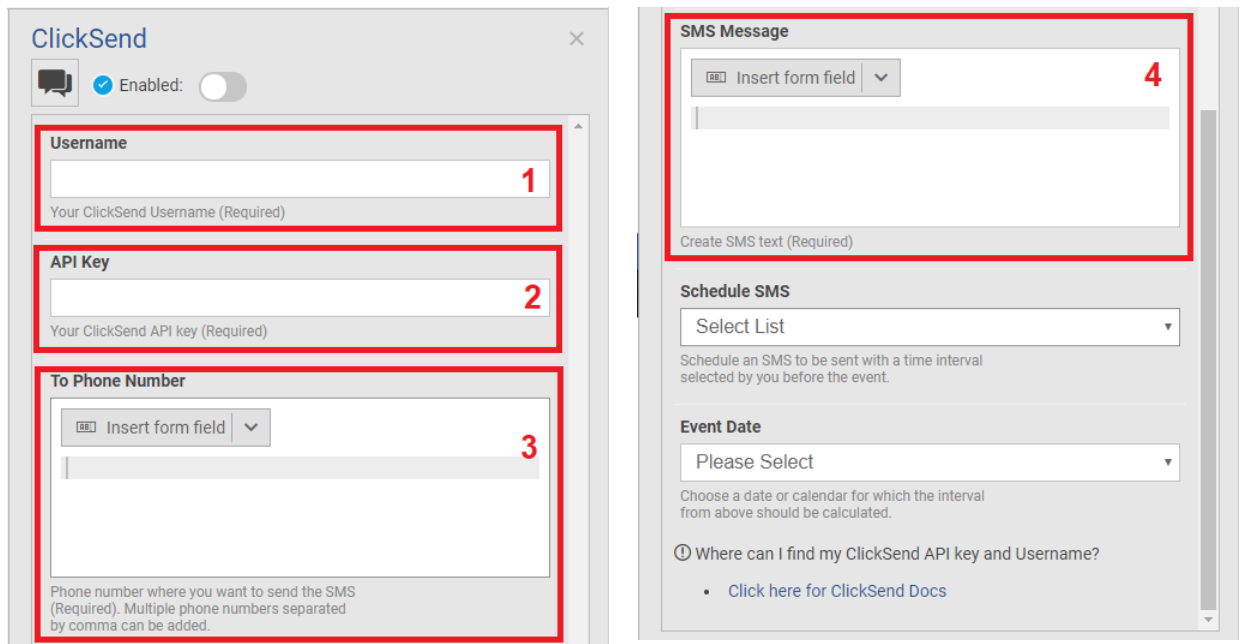 ClickSend
Enabled:
Username
1
Your ClickSend Username (Required)
API Key
2
Your ClickSend API key (Required)
To Phone Number
Insert form field
3
Phone number where you want to send the SMS
(Required). Multiple phone numbers separated
by comma can be added.
SMS Message
Insert form field
4
Create SMS text (Required)
Schedule SMS
Select List
Schedule an SMS to be sent with a time interval
selected by you before the event.
Event Date
Please Select
Choose a date or calendar for which the interval
from above should be calculated.
Where can I find my ClickSend API key and Username?
• Click here for ClickSend Docs